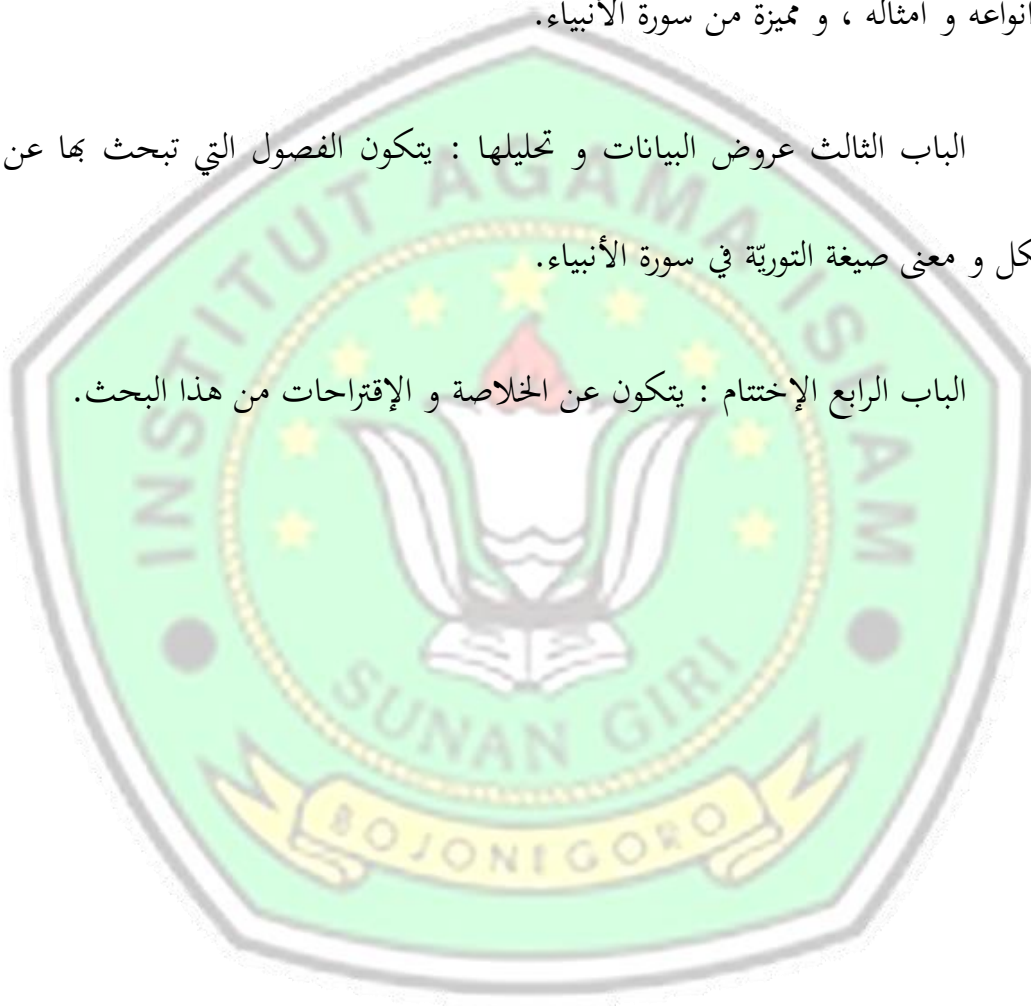 انواعه و امثاله ، و مميزة من سورة الأنبياء.
الباب الثالث عروض البيانات و تحليلها : يتكون الفصول التي تبحث بها عن
كل و معنى صيغة التوريّة في سورة الأنبياء.
الباب الرابع الإختتام : يتكون عن الخلاصة و الإقتراحات من هذا البحث.
INSTITUT AGAMA ISLAM
SUNAN GIRI
BOJONEGORO